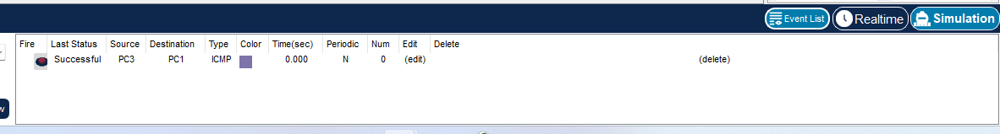 Event List Realtime Simulation
Fire Last Status Source Destination Type Color Time(sec) Periodic Num Edit Delete
Successful PC3 PC1 ICMP 0.000 N 0 (edit) (delete)
w